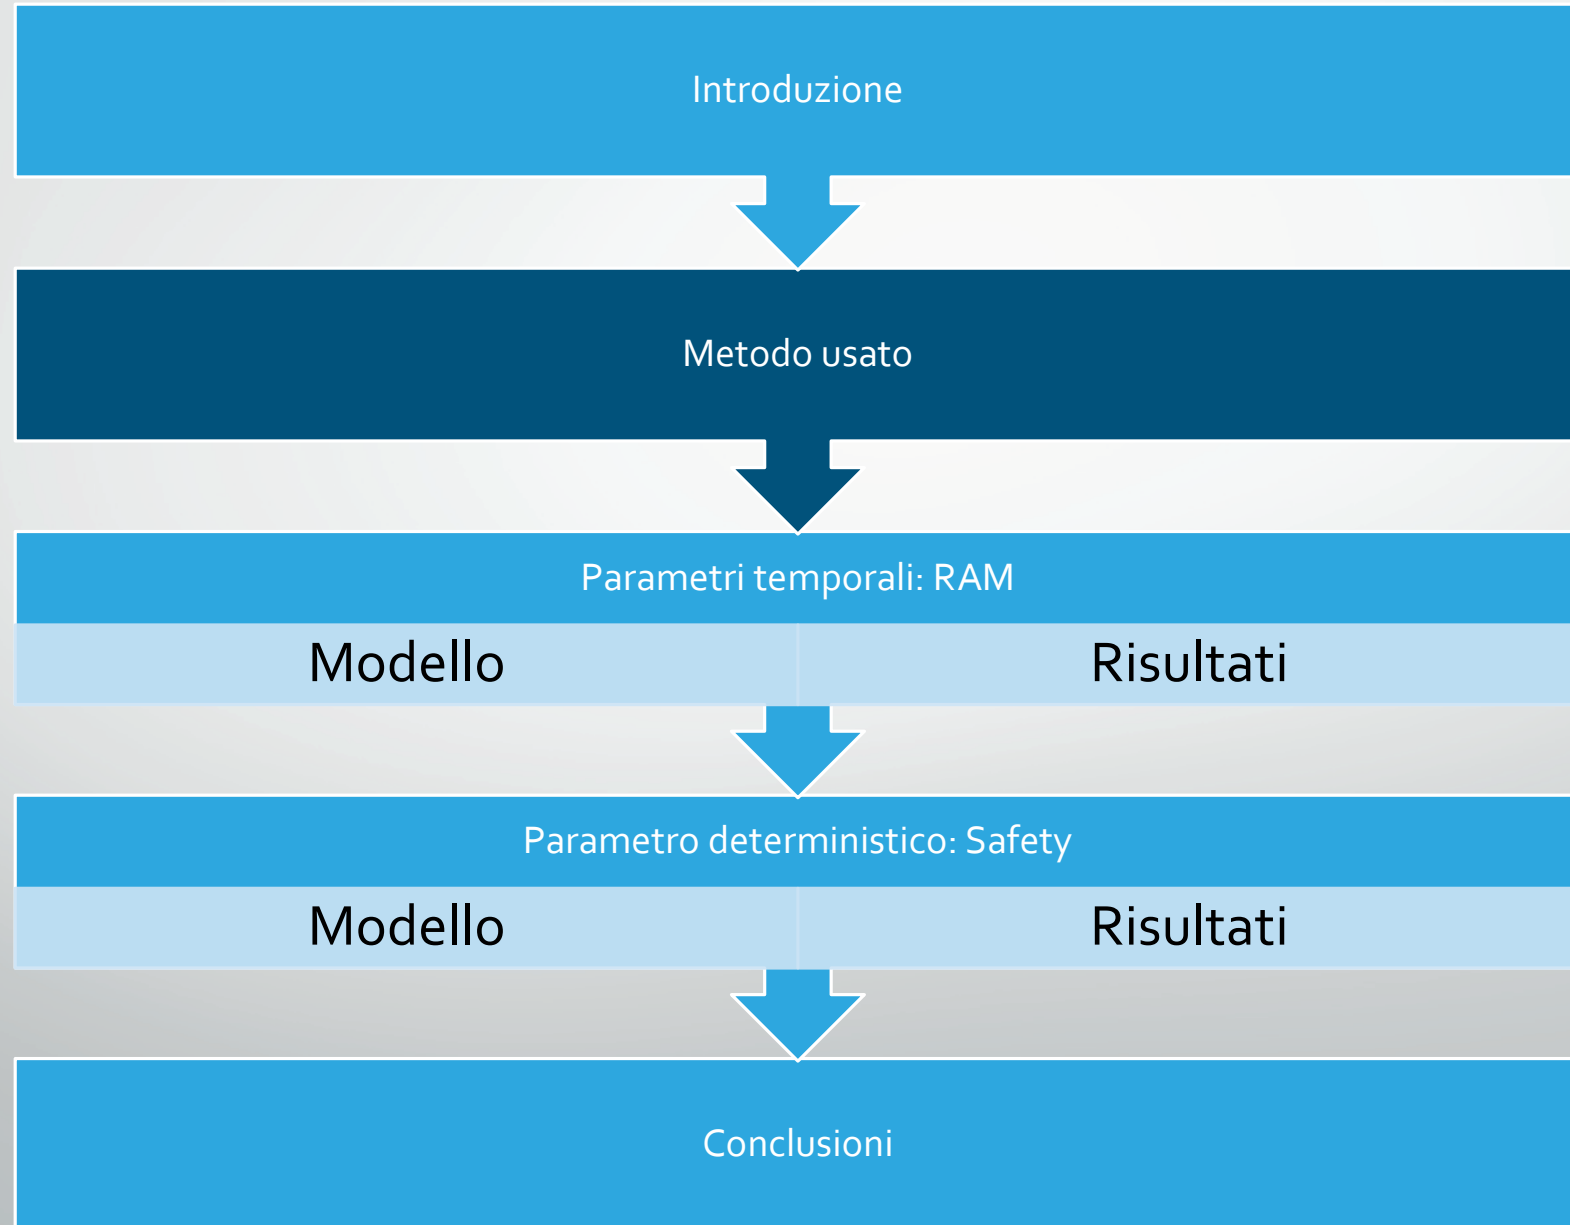 Introduzione
Metodo usato
Parametri temporali: RAM
Modello
Risultati
Parametro deterministico: Safety
Modello
Risultati
Conclusioni